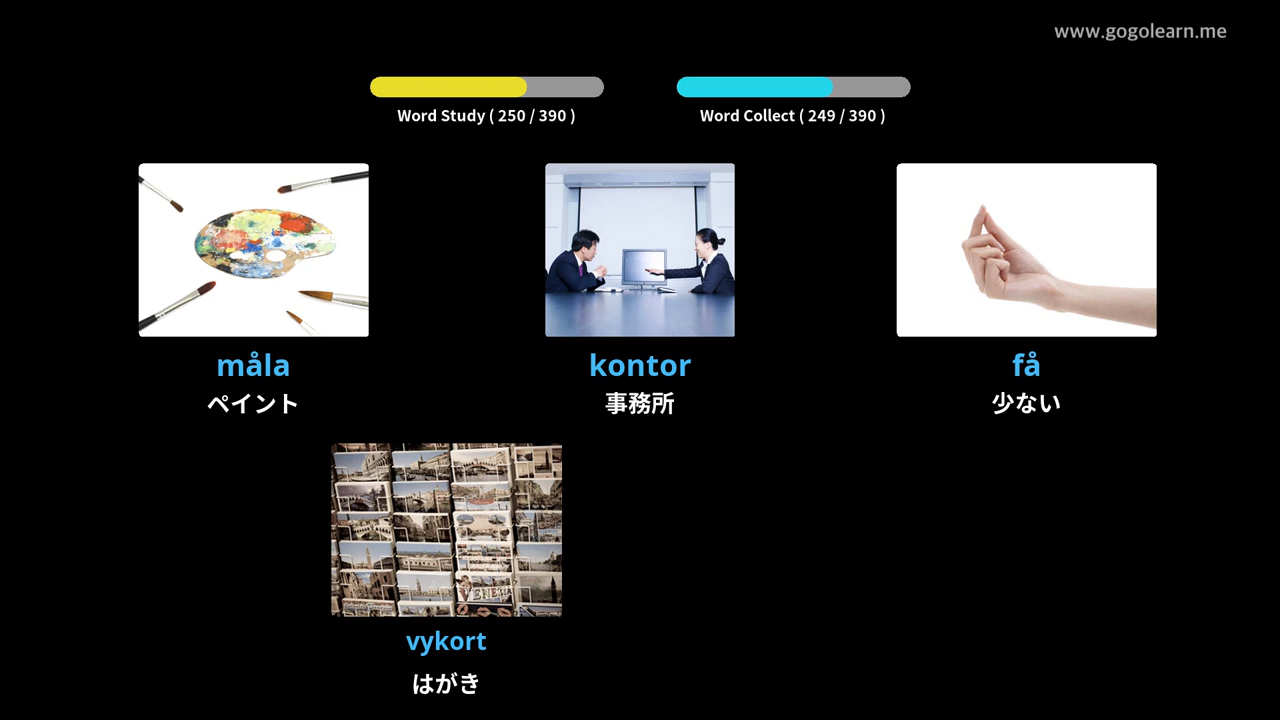 www.gogolearn.me
Word Study ( 250 / 390 )
Word Collect ( 249 / 390 )
måla
ペイント
kontor
事務所
få
少ない
VENEZIA
vykort
はがき